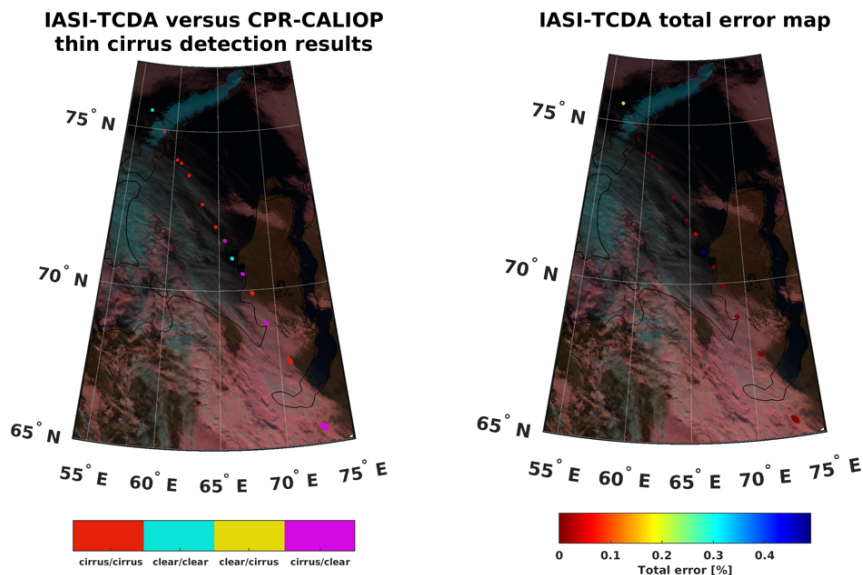 IASI-TCDA versus CPR-CALIOP
thin cirrus detection results
75° N
70° N
65° N
55° E
60° E
65° E
70° E
75° E
cirrus/cirrus
clear/clear
clear/cirrus
cirrus/clear
IASI-TCDA total error map
75° N
70° N
65° N
55° E
60° E
65° E
70° E
75° E
0
0.1
0.2
0.3
0.4
Total error [%]